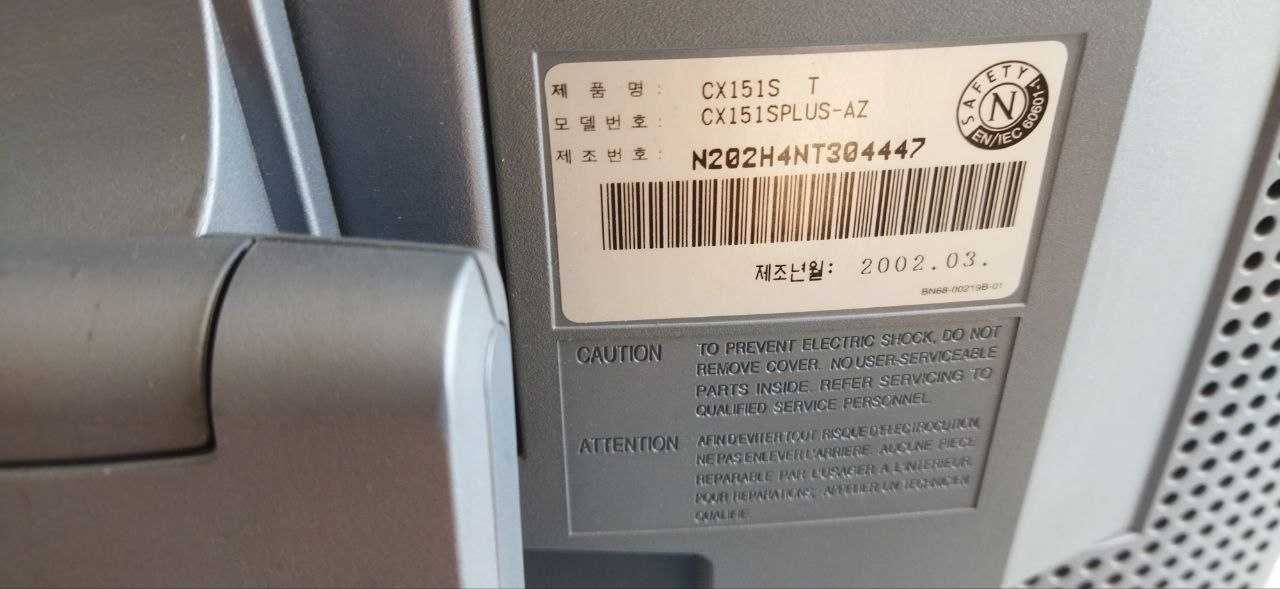 제 품 명 : CX151S T
모 델 번 호 : CX151SPLUS-AZ
제 조 번 호 : N202H4NT304447
SAFETY
N
EN/IEC 60601-1
제조년월: 2002.03.
BN68-00219B-01
CAUTION TO PREVENT ELECTRIC SHOCK, DO NOT
REMOVE COVER. NO USER-SERVICEABLE
PARTS INSIDE. REFER SERVICING TO
QUALIFIED SERVICE PERSONNEL.
ATTENTION AFIN D'EVITER TOUT RISQUE D'ELECTROCUTION,
NE PAS ENLEVER L'ARRIERE. AUCUNE PIECE
REPARABLE PAR L'USAGER A L'INTERIEUR.
POUR REPARATIONS, APPELER UN TECHNICIEN
QUALIFIE.